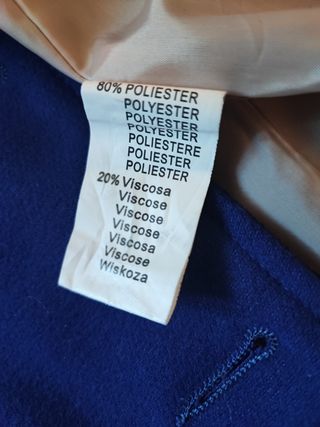 80% POLIESTER
POLYESTER
POLYESTER
POLYESTER
POLIESTERE
POLIESTER
POLIESTER
20% Viscosa
Viscose
Viscose
Viscose
Viscosa
Viscose
Wiskoza